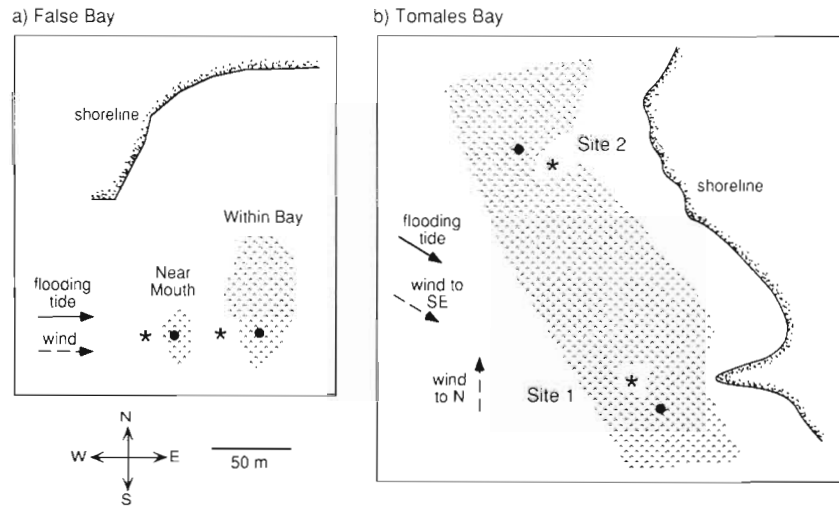 a) False Bay
shoreline
Within Bay
Near
Mouth
flooding
tide
wind
N
W E
S
50 m
b) Tomales Bay
Site 2
shoreline
flooding
tide
wind to
SE
wind
to N
Site 1